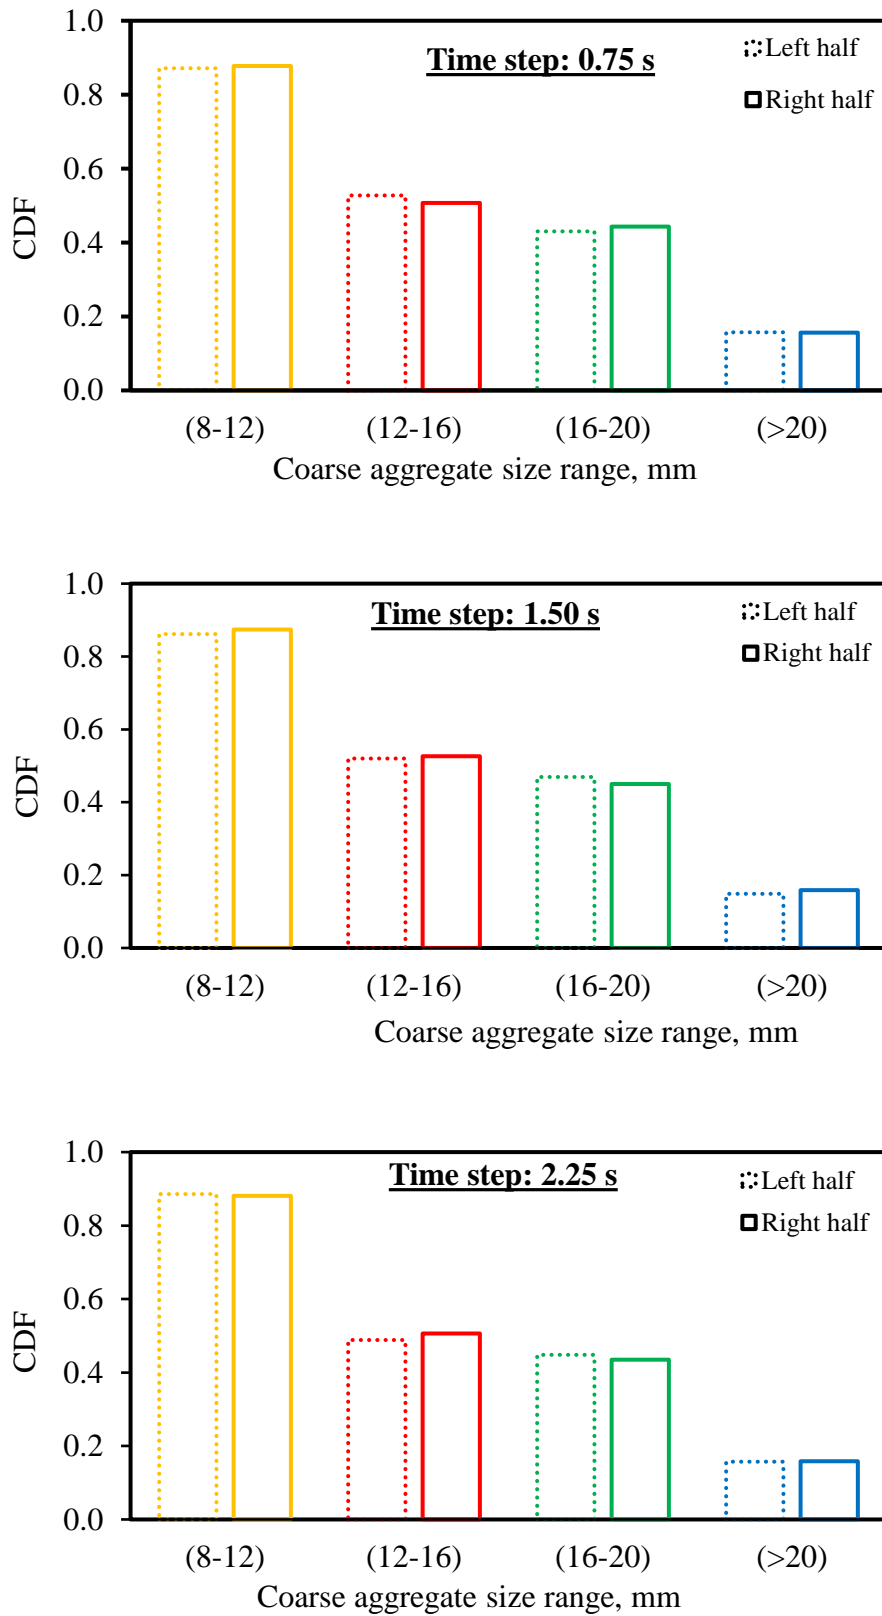 1.0
0.8
0.6
0.4
0.2
0.0
CDF
Time step: 0.75 s
Left half
Right half
(8-12) (12-16) (16-20) (>20)
Coarse aggregate size range, mm
1.0
0.8
0.6
0.4
0.2
0.0
CDF
Time step: 1.50 s
Left half
Right half
(8-12) (12-16) (16-20) (>20)
Coarse aggregate size range, mm
1.0
0.8
0.6
0.4
0.2
0.0
CDF
Time step: 2.25 s
Left half
Right half
(8-12) (12-16) (16-20) (>20)
Coarse aggregate size range, mm